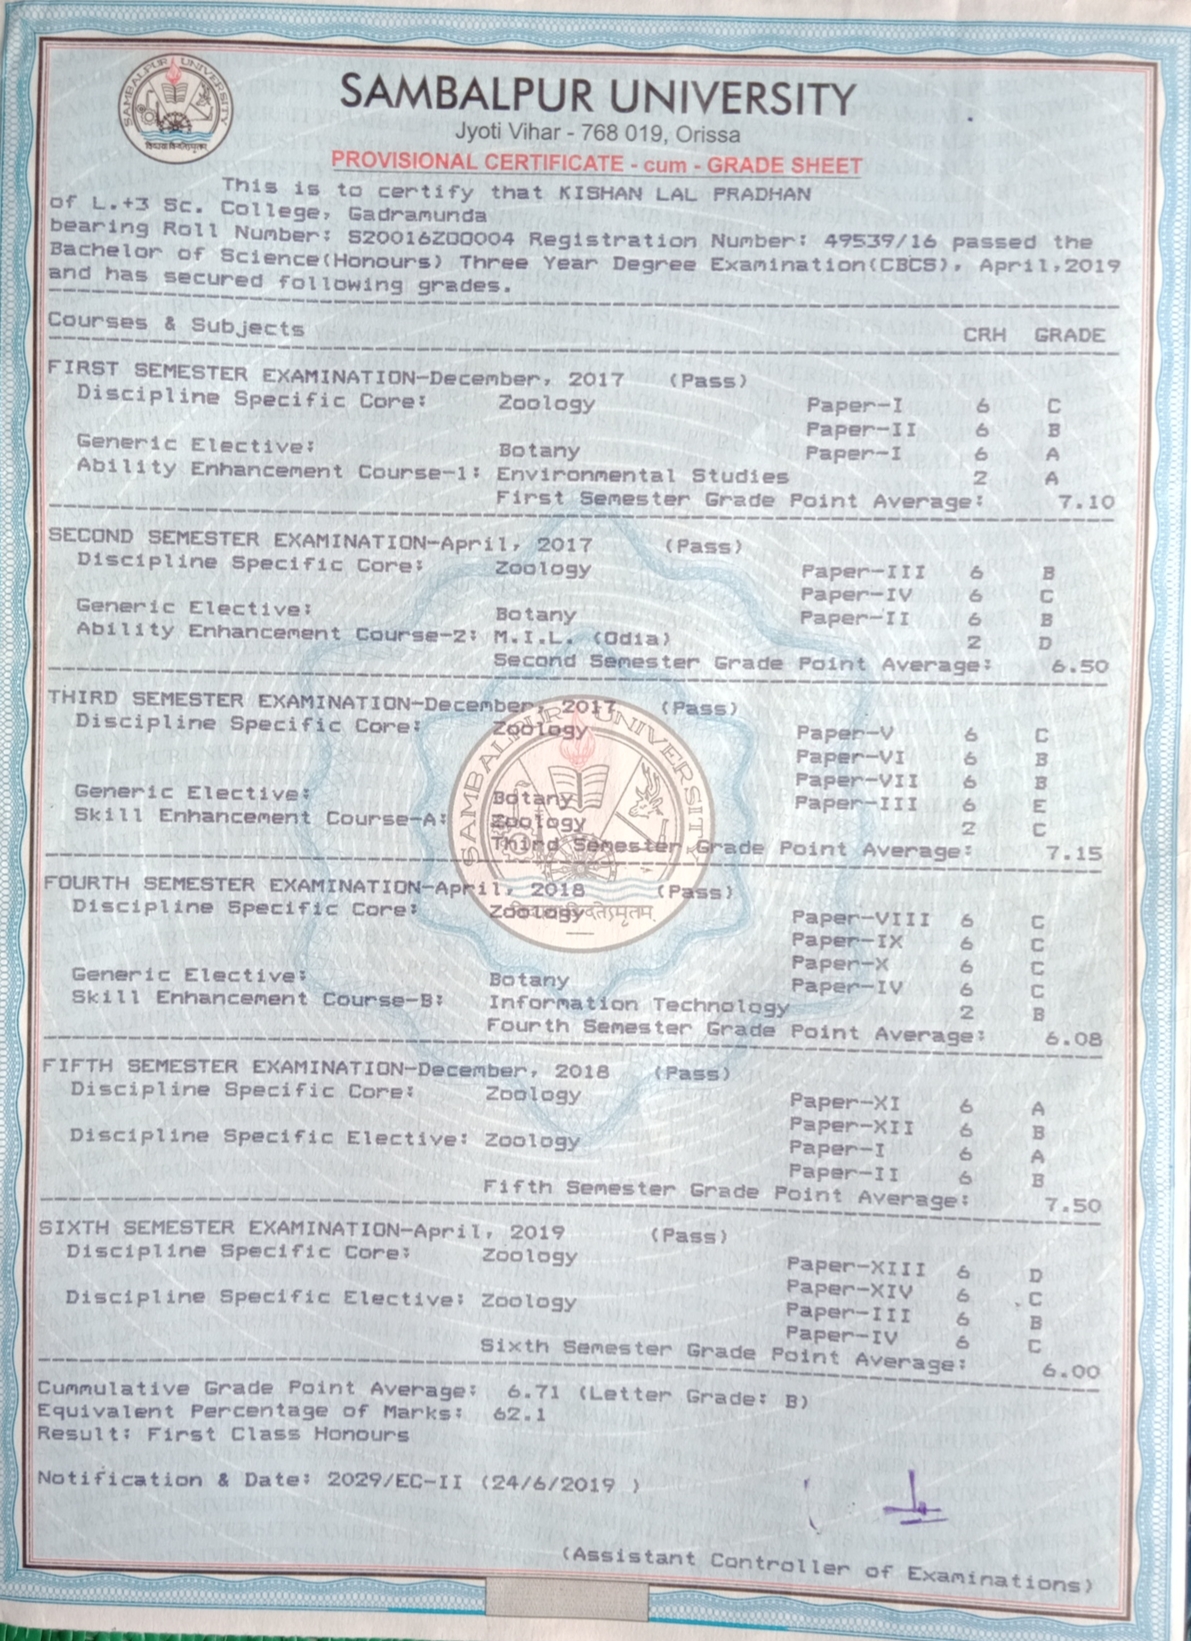 SAMBALPUR UNIVERSITY
SAMBALPUR UNIVERSITY
Jyoti Vihar - 768 019, Orissa
PROVISIONAL CERTIFICATE - cum - GRADE SHEET
This is to certify that KISHAN LAL PRADHAN
of L.+3 Sc. College, Gadramunda
bearing Roll Number: S20016ZOO004 Registration Number: 49539/16 passed the
Bachelor of Science(Honours) Three Year Degree Examination(CBCS), April,2019
and has secured following grades.
Courses & Subjects CRH GRADE
FIRST SEMESTER EXAMINATION-December, 2017 (Pass)
Discipline Specific Core: Zoology Paper-I 6 C
Paper-II 6 B
Generic Elective: Botany Paper-I 6 A
Ability Enhancement Course-1: Environmental Studies 2 A
First Semester Grade Point Average: 7.10
SECOND SEMESTER EXAMINATION-April, 2017 (Pass)
Discipline Specific Core: Zoology Paper-III 6 B
Paper-IV 6 C
Generic Elective: Botany Paper-II 6 B
Ability Enhancement Course-2: M.I.L. (Odia) 2 D
Second Semester Grade Point Average: 6.50
THIRD SEMESTER EXAMINATION-December, 2017 (Pass)
Discipline Specific Core: Zoology Paper-V 6 C
Paper-VI 6 B
Paper-VII 6 B
Generic Elective: Botany Paper-III 6 E
Skill Enhancement Course-A: Zoology 2 C
Third Semester Grade Point Average: 7.15
SAMBALPUR UNIVERSITY
FOURTH SEMESTER EXAMINATION-April, 2018 (Pass)
Discipline Specific Core: Zoology Paper-VIII 6 C
Paper-IX 6 C
Paper-X 6 C
Generic Elective: Botany Paper-IV 6 C
Skill Enhancement Course-B: Information Technology 2 B
Fourth Semester Grade Point Average: 6.08
FIFTH SEMESTER EXAMINATION-December, 2018 (Pass)
Discipline Specific Core: Zoology Paper-XI 6 A
Paper-XII 6 B
Discipline Specific Elective: Zoology Paper-I 6 A
Paper-II 6 B
Fifth Semester Grade Point Average: 7.50
SIXTH SEMESTER EXAMINATION-April, 2019 (Pass)
Discipline Specific Core: Zoology Paper-XIII 6 D
Paper-XIV 6 C
Discipline Specific Elective: Zoology Paper-III 6 B
Paper-IV 6 C
Sixth Semester Grade Point Average: 6.00
Cummulative Grade Point Average: 6.71 (Letter Grade: B)
Equivalent Percentage of Marks: 62.1
Result: First Class Honours
Notification & Date: 2029/EC-II (24/6/2019 )
(Assistant Controller of Examinations)